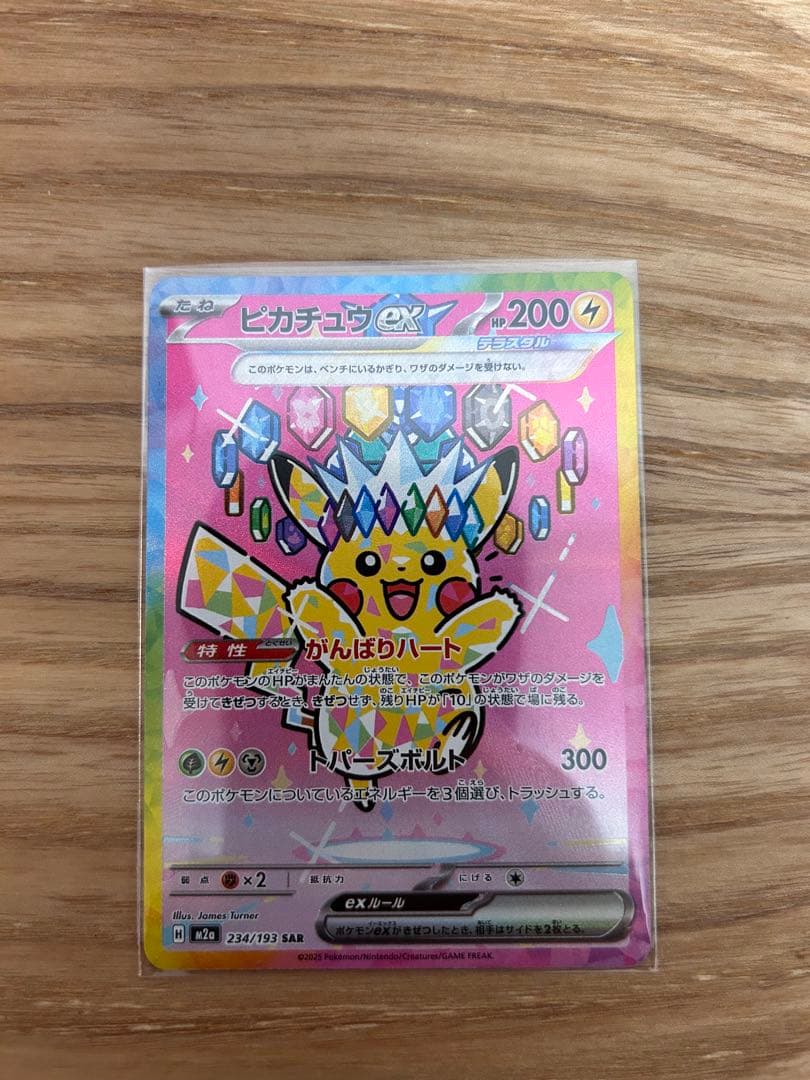 たね
ピカチュウex
HP 200
テラスタル
このポケモンは、ベンチにいるかぎり、ワザのダメージを受けない。
特性 がんばりハート
このポケモンのHPがまんたんの状態で、このポケモンがワザのダメージを
受けてきぜつするとき、きぜつせず、残りHPが「10」の状態で場に残る。
トパーズボルト 300
このポケモンについているエネルギーを3個選び、トラッシュする。
弱点 ×2 抵抗力 にげる
exルール
ポケモンexがきぜつしたとき、相手はサイドを2枚とる。
Illus. James Turner
H M2a 234/193 SAR
©2025 Pokémon/Nintendo/Creatures/GAME FREAK.